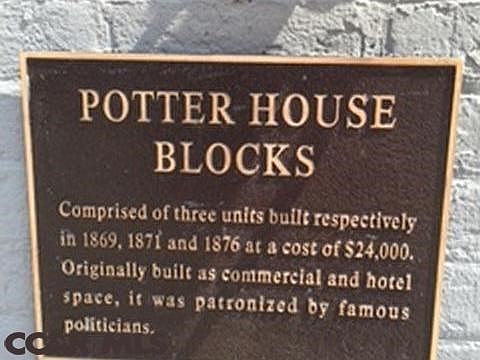 POTTER HOUSE
BLOCKS
Comprised of three units built respectively
in 1869, 1871 and 1876 at a cost of $24,000.
Originally built as commercial and hotel
space, it was patronized by famous
politicians.